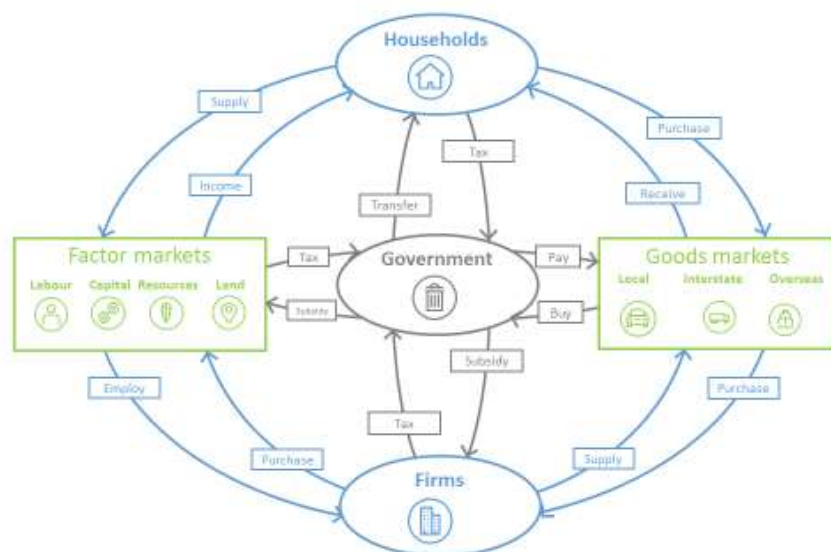 Households
Supply
Purchase
Tax
Income
Receive
Transfer
Factor markets
Labour Capital Resources Land
Tax
Government
Pay
Goods markets
Local Interstate Overseas
Subsidy
Buy
Subsidy
Employ
Purchase
Tax
Purchase
Supply
Firms